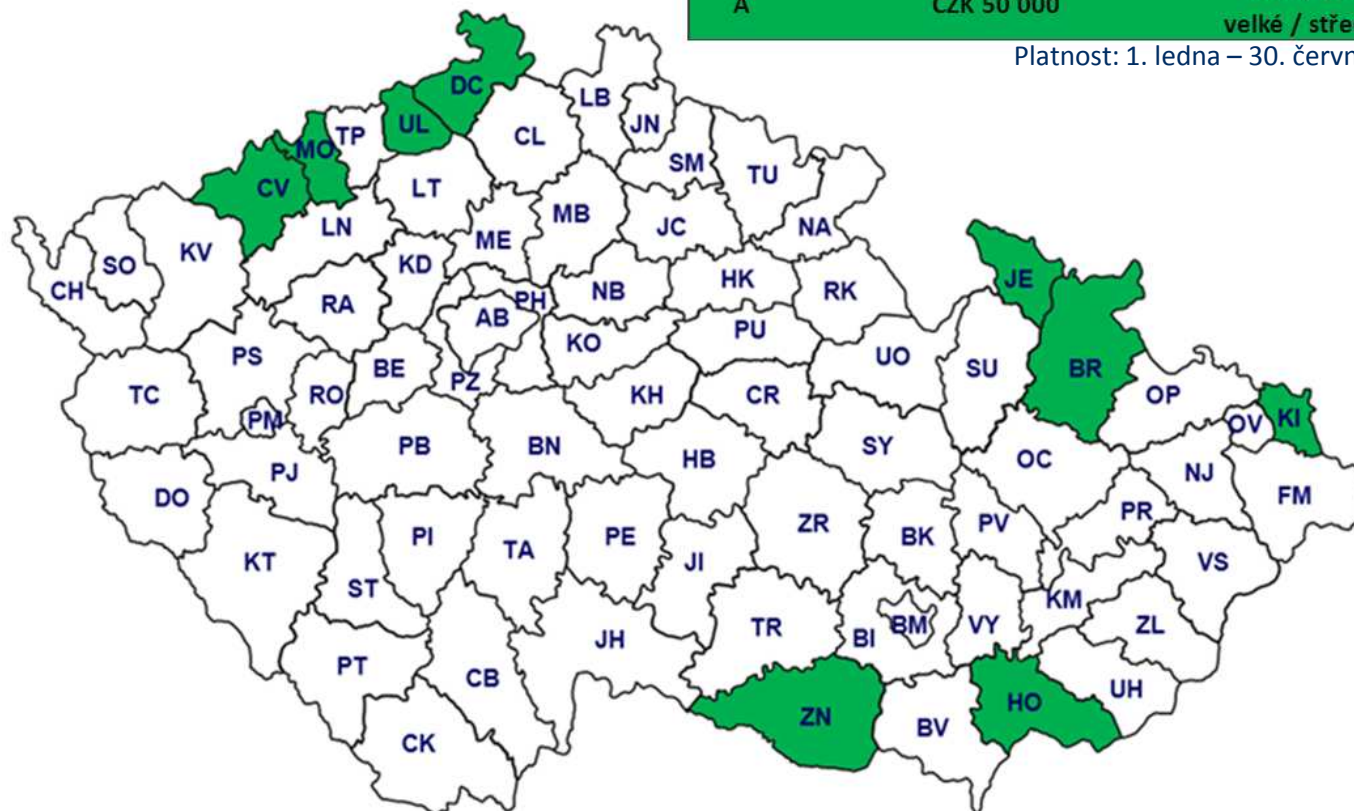 A CZK 50 000
velké / stře
Platnost: 1. ledna – 30. červn
DC
LB
UL
JN
TP
CL
MO
SM
TU
CV
LT
MB
LN
JC
NA
ME
KV
SO
KD
CH
JE
NB
HK
RK
PH
RA
AB
PU
KO
PS
UO
BE
SU
BR
PZ
OP
TC
RO
KH
CR
KI
PM
OV
PB
BN
SY
HB
OC
PJ
NJ
DO
FM
PR
ZR
PV
PI
BK
PE
TA
KT
JI
VS
ST
KM
TR
BM
VY
ZL
BI
JH
PT
CB
UH
HO
ZN
BV
CK